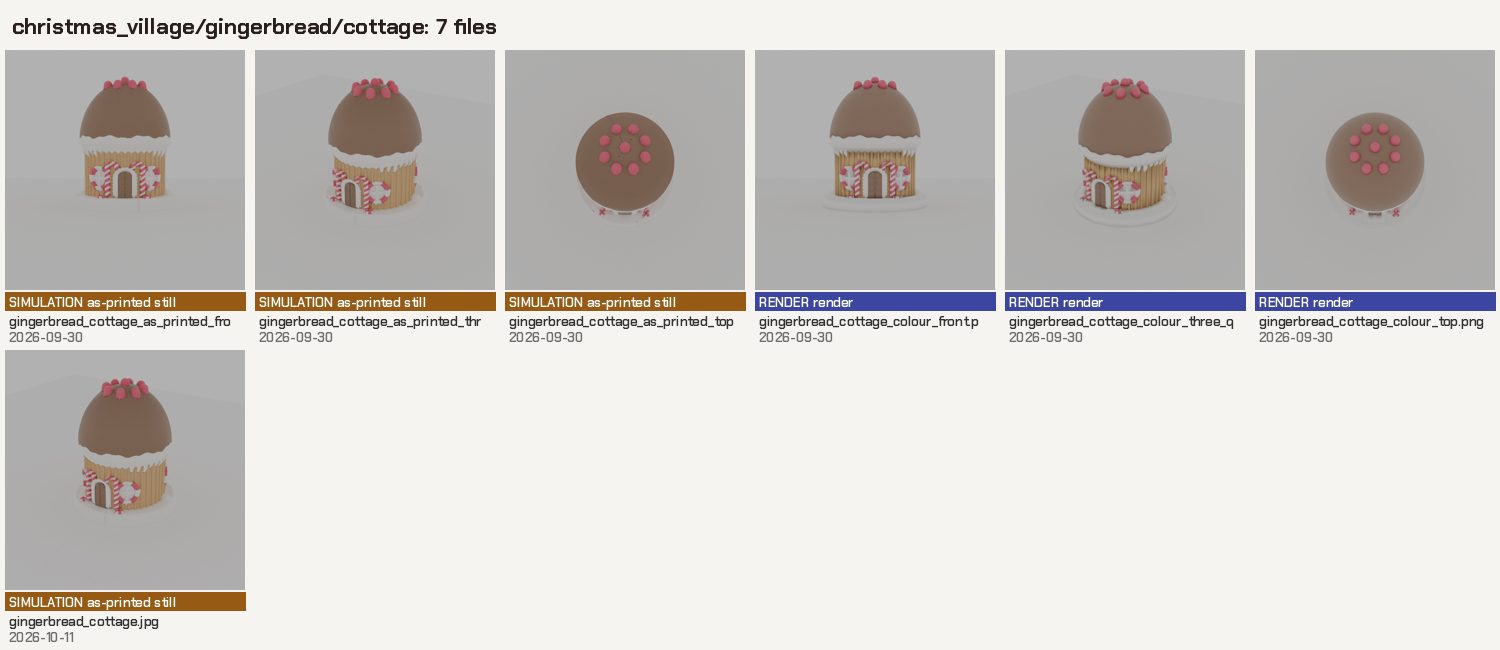 christmas_village/gingerbread/cottage: 7 files
SIMULATION as-printed still
SIMULATION as-printed still
SIMULATION as-printed still
RENDER render
RENDER render
RENDER render
gingerbread_cottage_as_printed_fro
gingerbread_cottage_as_printed_thr
gingerbread_cottage_as_printed_top
gingerbread_cottage_colour_front.p
gingerbread_cottage_colour_three_q
gingerbread_cottage_colour_top.png
2026-09-30
2026-09-30
2026-09-30
2026-09-30
2026-09-30
2026-09-30
SIMULATION as-printed still
gingerbread_cottage.jpg
2026-10-11